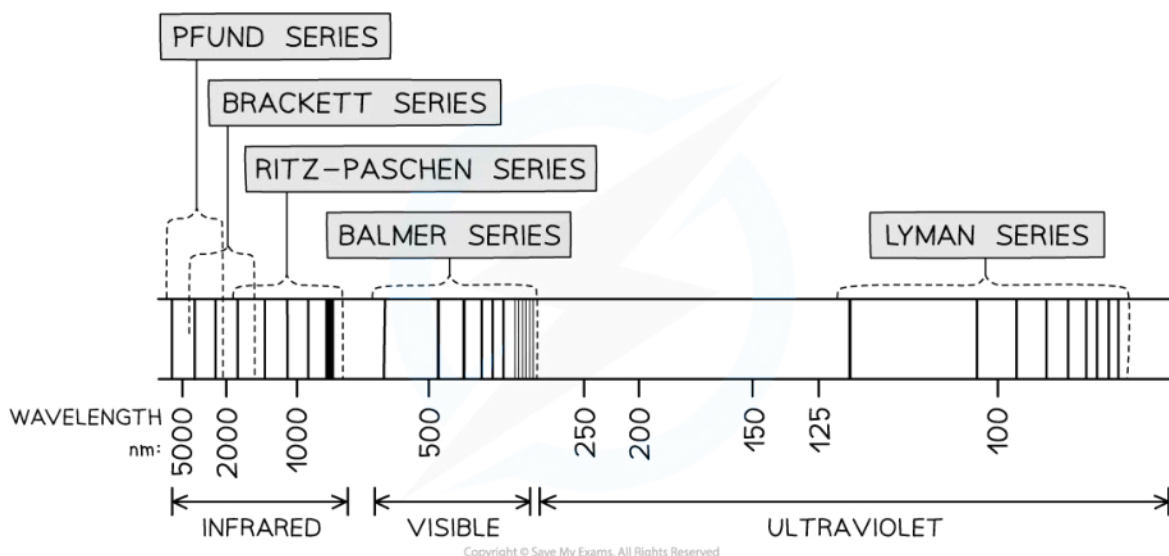 PFUND SERIES
BRACKETT SERIES
RITZ-PASCHEN SERIES
BALMER SERIES
LYMAN SERIES
WAVELENGTH
nm:
5000
2000
1000
500
250
200
150
125
100
INFRARED
VISIBLE
ULTRAVIOLET
Copyright © Save My Exams. All Rights Reserved